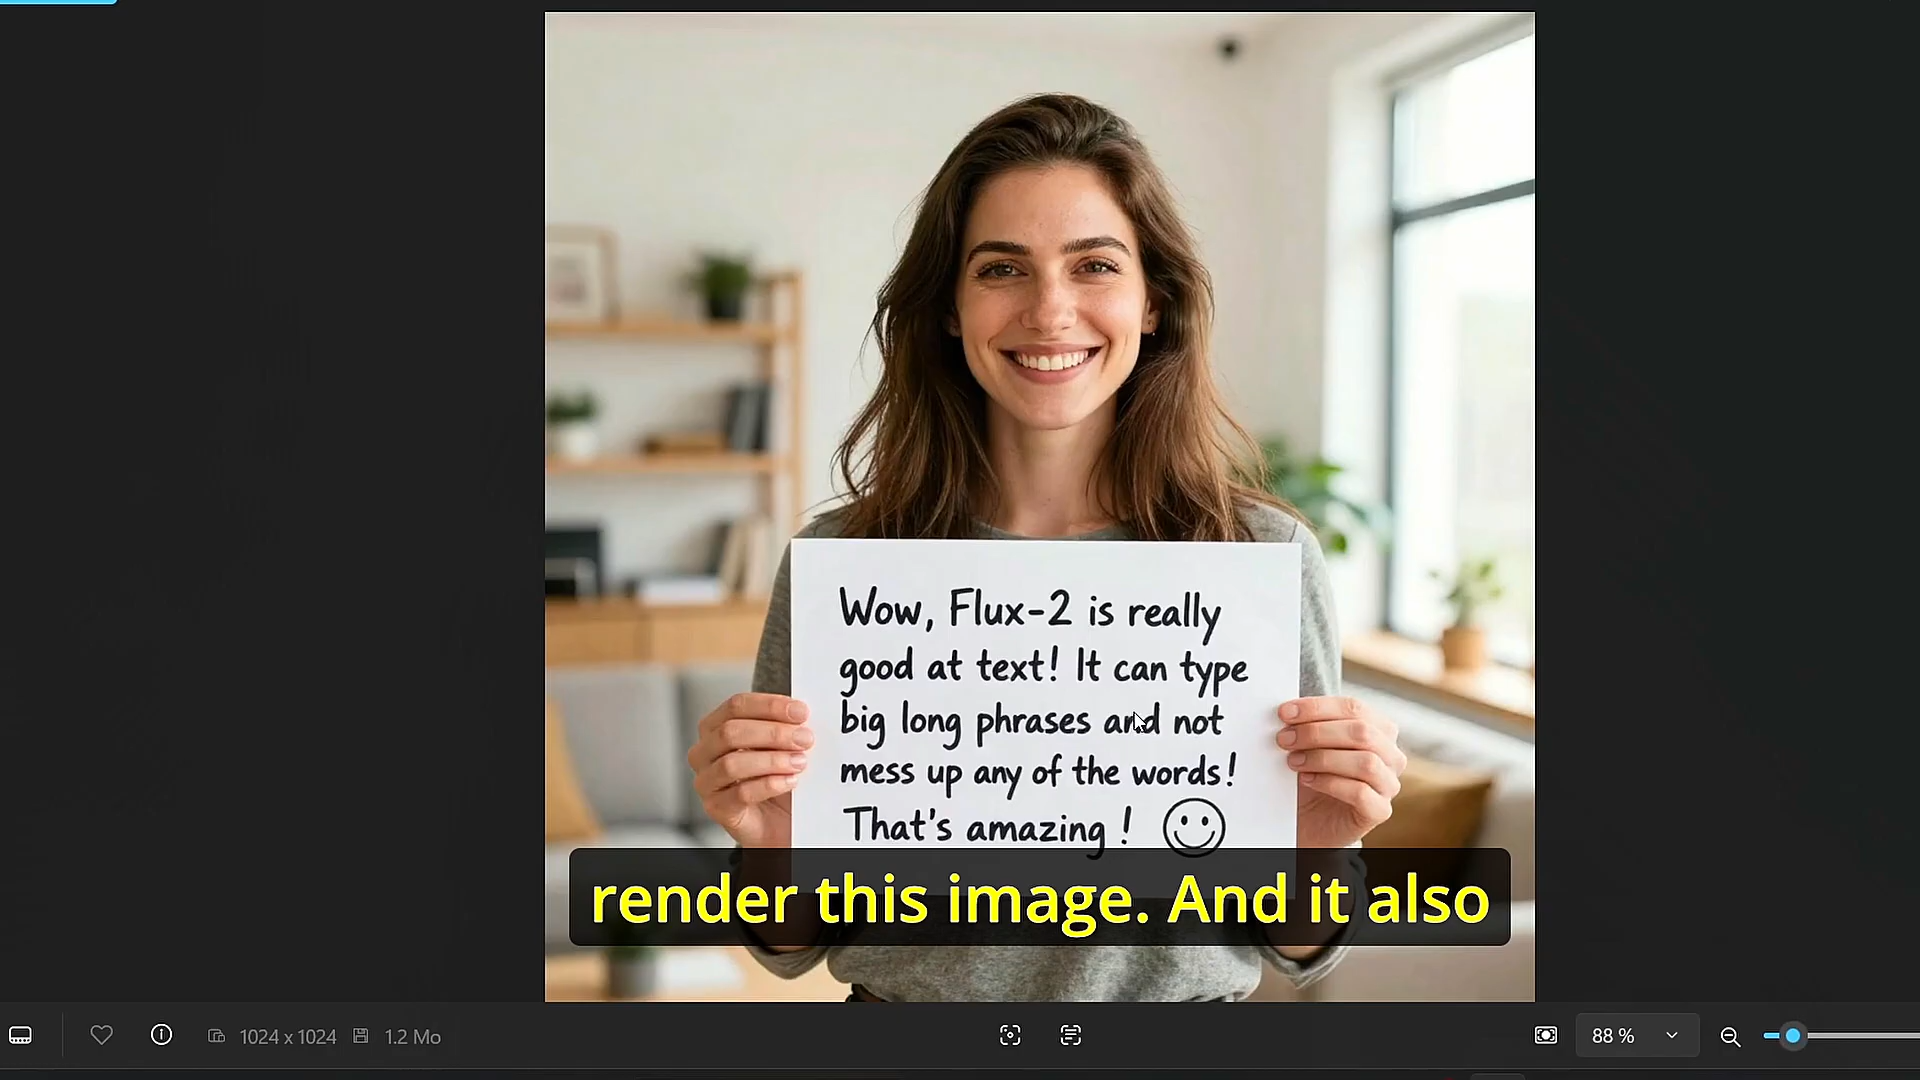 Wow, Flux-2 is really
good at text! It can type
big long phrases and not
mess up any of the words!
That's amazing !
render this image. And it also
1024 x 1024
1.2 Mo
88 %